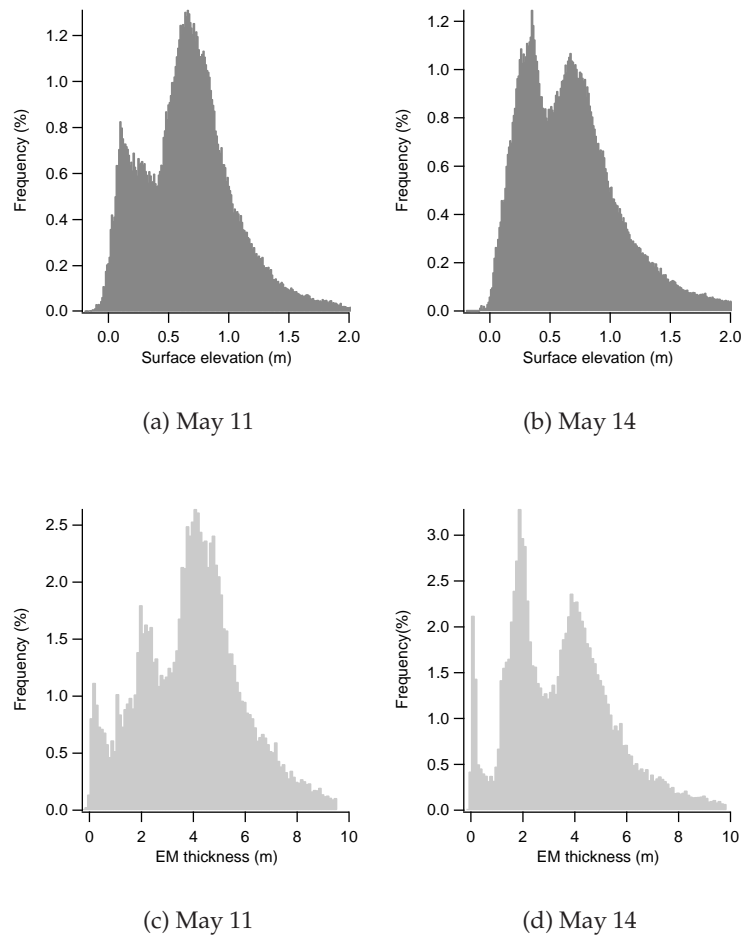 1.2
1.0
0.8
0.6
0.4
0.2
0.0
Frequency (%)
0.0 0.5 1.0 1.5 2.0
Surface elevation (m)
(a) May 11
1.2
1.0
0.8
0.6
0.4
0.2
0.0
Frequency (%)
0.0 0.5 1.0 1.5 2.0
Surface elevation (m)
(b) May 14
2.5
2.0
1.5
1.0
0.5
0.0
Frequency (%)
0 2 4 6 8 10
EM thickness (m)
(c) May 11
3.0
2.5
2.0
1.5
1.0
0.5
0.0
Frequency(%)
0 2 4 6 8 10
EM thickness (m)
(d) May 14